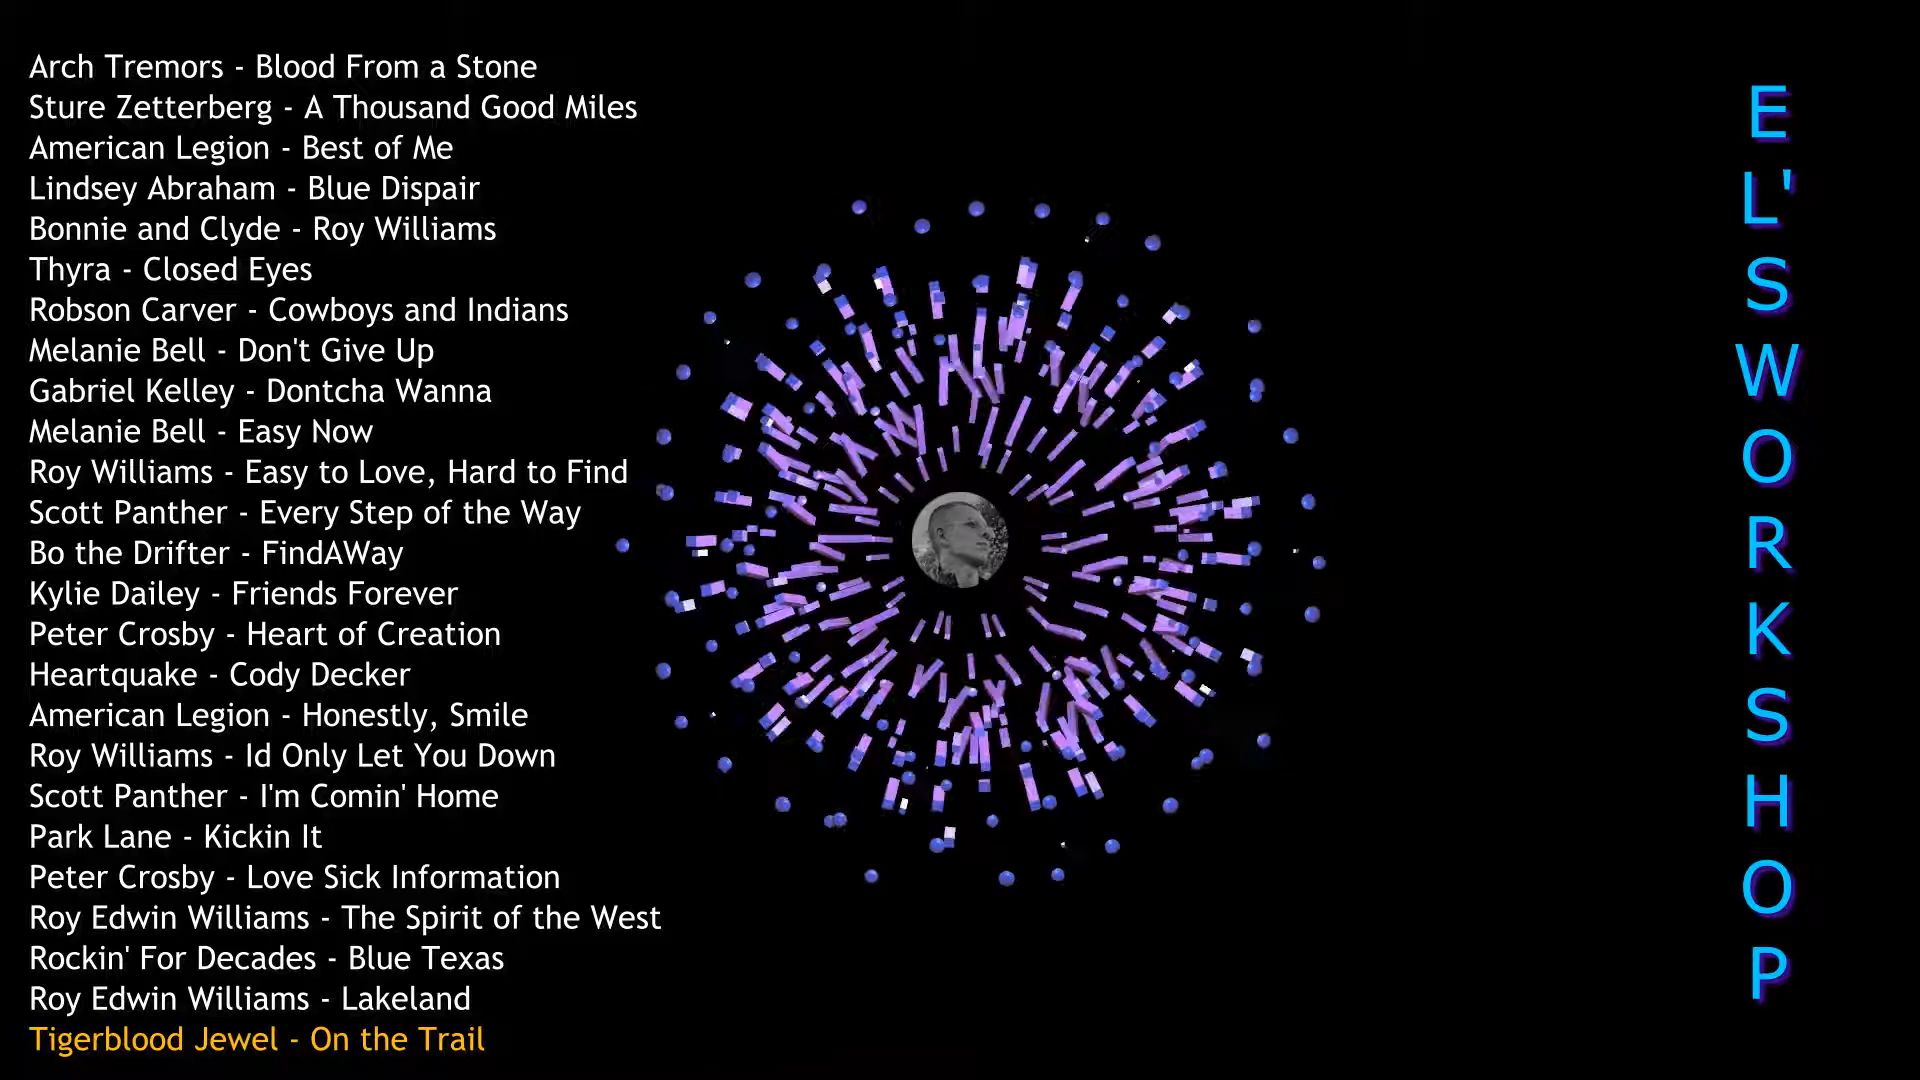 Arch Tremors - Blood From a Stone
Sture Zetterberg - A Thousand Good Miles
American Legion - Best of Me
Lindsey Abraham - Blue Dispair
Bonnie and Clyde - Roy Williams
Thyra - Closed Eyes
Robson Carver - Cowboys and Indians
Melanie Bell - Don't Give Up
Gabriel Kelley - Dontcha Wanna
Melanie Bell - Easy Now
Roy Williams - Easy to Love, Hard to Find
Scott Panther - Every Step of the Way
Bo the Drifter - FindAWay
Kylie Dailey - Friends Forever
Peter Crosby - Heart of Creation
Heartquake - Cody Decker
American Legion - Honestly, Smile
Roy Williams - Id Only Let You Down
Scott Panther - I'm Comin' Home
Park Lane - Kickin It
Peter Crosby - Love Sick Information
Roy Edwin Williams - The Spirit of the West
Rockin' For Decades - Blue Texas
Roy Edwin Williams - Lakeland
Tigerblood Jewel - On the Trail
EL'S WORKSHOP